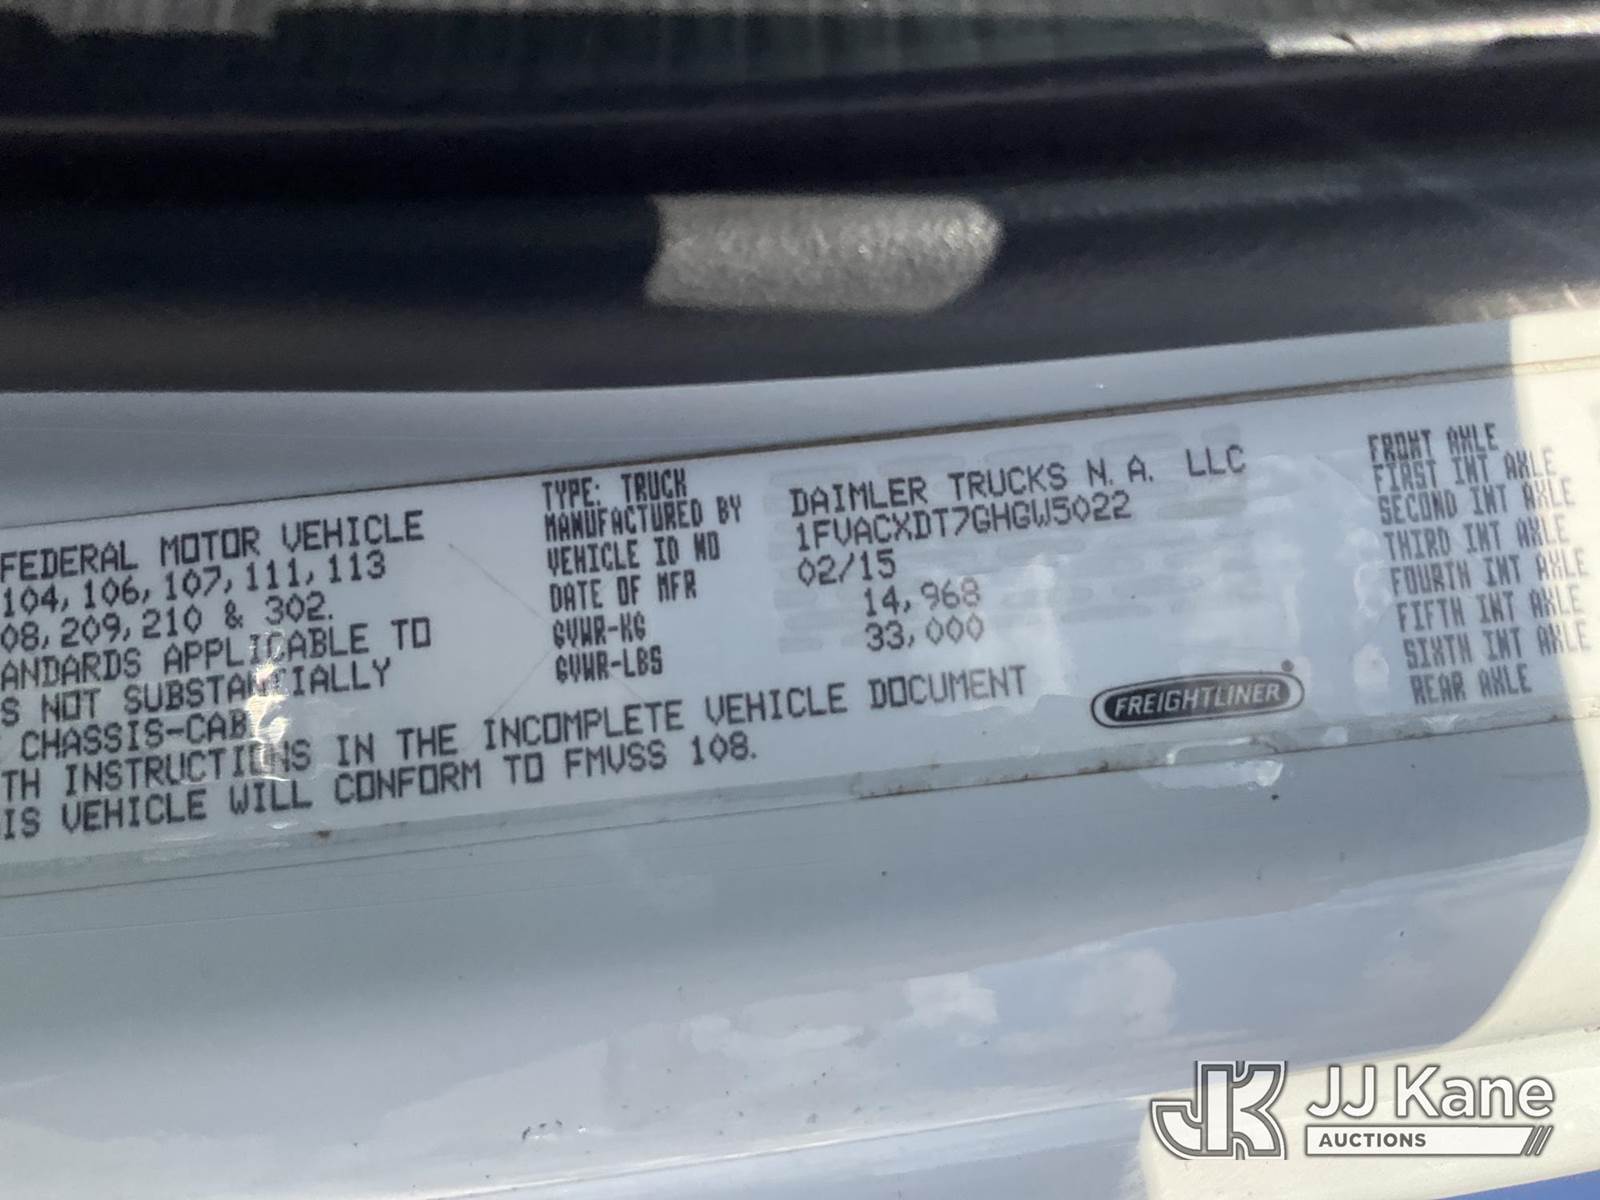 FEDERAL MOTOR VEHICLE
104, 106, 107, 111, 113
08, 209, 210 & 302.
ANDARDS APPLICABLE TO
S NOT SUBSTANTIALLY
CHASSIS-CAB
TH INSTRUCTIONS IN THE INCOMPLETE VEHICLE DOCUMENT
IS VEHICLE WILL CONFORM TO FMVSS 108.
TYPE: TRUCK
MANUFACTURED BY DAIMLER TRUCKS N. A. LLC
VEHICLE ID NO 1FVACXDT7GHGW5022
DATE OF MFR 02/15
GVWR-KG 14,968
GVWR-LBS 33,000
FREIGHTLINER®
FRONT AXLE
FIRST INT AXLE
SECOND INT AXLE
THIRD INT AXLE
FOURTH INT AXLE
FIFTH INT AXLE
SIXTH INT AXLE
REAR AXLE
JK JJ Kane
AUCTIONS